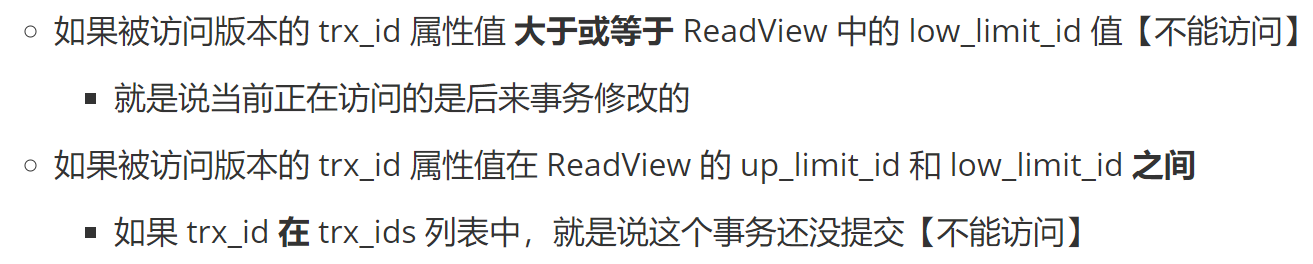 如果被访问版本的 trx_id 属性值 大于或等于 ReadView 中的 low_limit_id 值【不能访问】
就是说当前正在访问的是后来事务修改的
如果被访问版本的 trx_id 属性值在 ReadView 的 up_limit_id 和 low_limit_id 之间
如果 trx_id 在 trx_ids 列表中，就是说这个事务还没提交【不能访问】